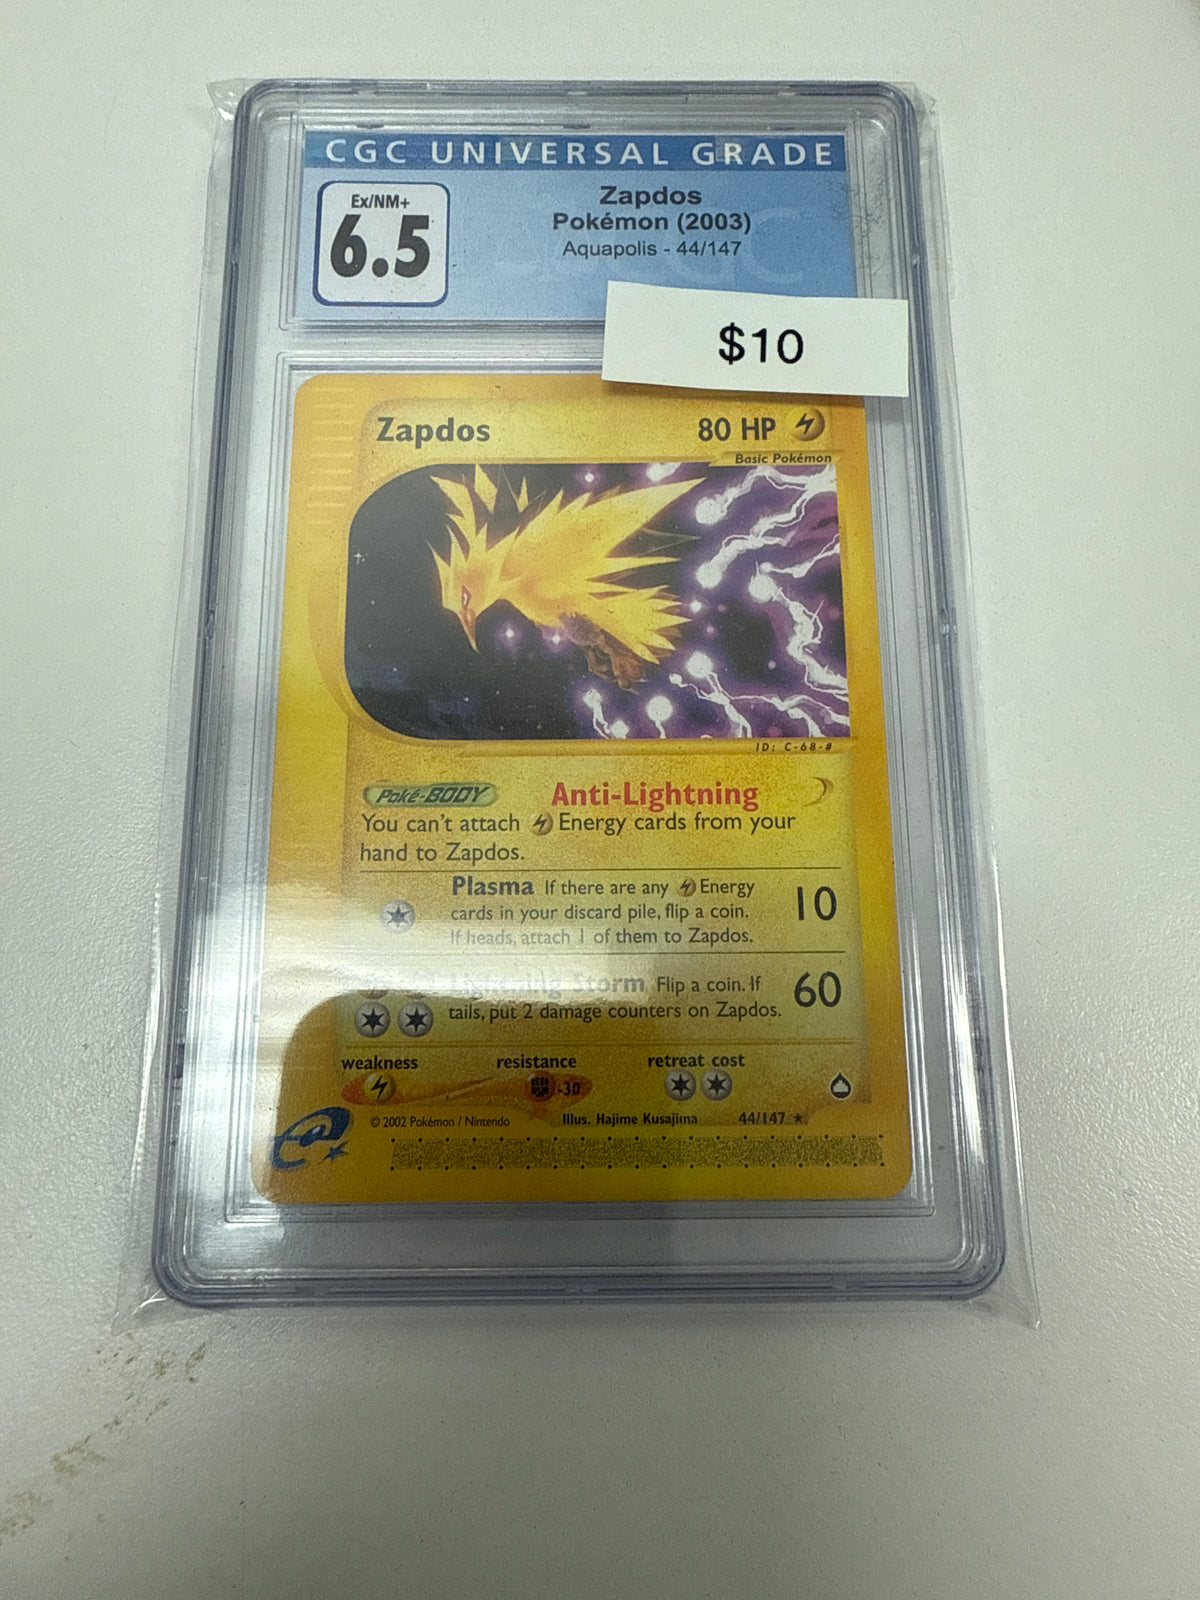 CGC UNIVERSAL GRADE
Ex/NM+
6.5
Zapdos
Pokémon (2003)
Aquapolis - 44/147
$10
Zapdos 80 HP
Basic Pokémon
ID: C-68-#
Poké-BODY Anti-Lightning
You can't attach Energy cards from your
hand to Zapdos.
Plasma If there are any Energy
cards in your discard pile, flip a coin.
If heads, attach 1 of them to Zapdos.
10
Lightning Storm Flip a coin. If
tails, put 2 damage counters on Zapdos.
60
weakness resistance retreat cost
-30
© 2002 Pokémon / Nintendo Illus. Hajime Kusajima 44/147 ★